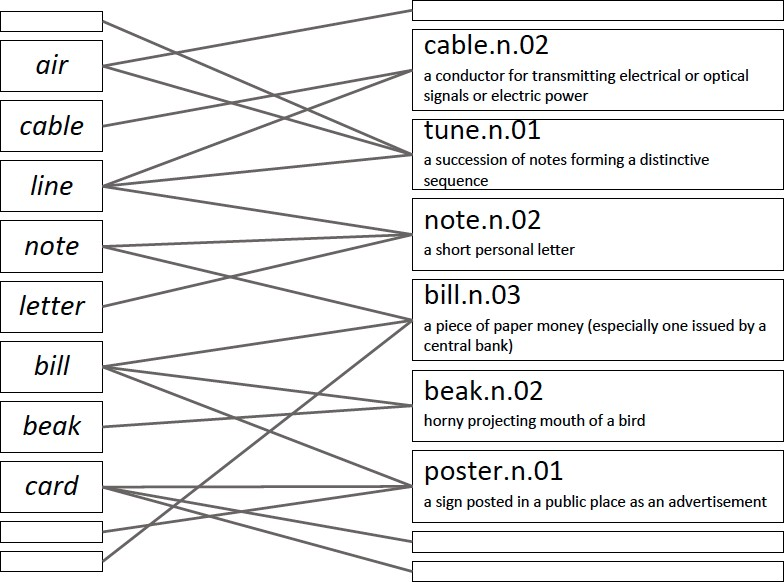 air
cable
line
note
letter
bill
beak
card
cable.n.02
a conductor for transmitting electrical or optical
signals or electric power
tune.n.01
a succession of notes forming a distinctive
sequence
note.n.02
a short personal letter
bill.n.03
a piece of paper money (especially one issued by a
central bank)
beak.n.02
horny projecting mouth of a bird
poster.n.01
a sign posted in a public place as an advertisement